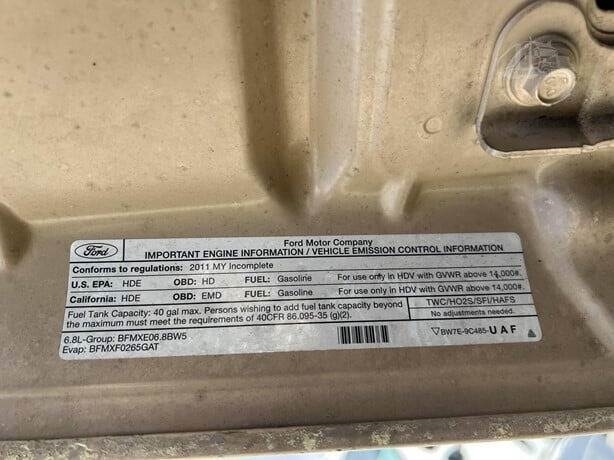 Ford
Ford Motor Company
IMPORTANT ENGINE INFORMATION / VEHICLE EMISSION CONTROL INFORMATION
Conforms to regulations: 2011 MY Incomplete
U.S. EPA: HDE OBD: HD FUEL: Gasoline For use only in HDV with GVWR above 14,000#.
California: HDE OBD: EMD FUEL: Gasoline For use only in HDV with GVWR above 14,000#.
Fuel Tank Capacity: 40 gal max. Persons wishing to add fuel tank capacity beyond
the maximum must meet the requirements of 40CFR 86.095-35 (g)(2).
TWC/HO2S/SFI/HAFS
No adjustments needed.
6.8L-Group: BFMXE06.8BW5
Evap: BFMXF0265GAT
BW7E-9C485-UAF